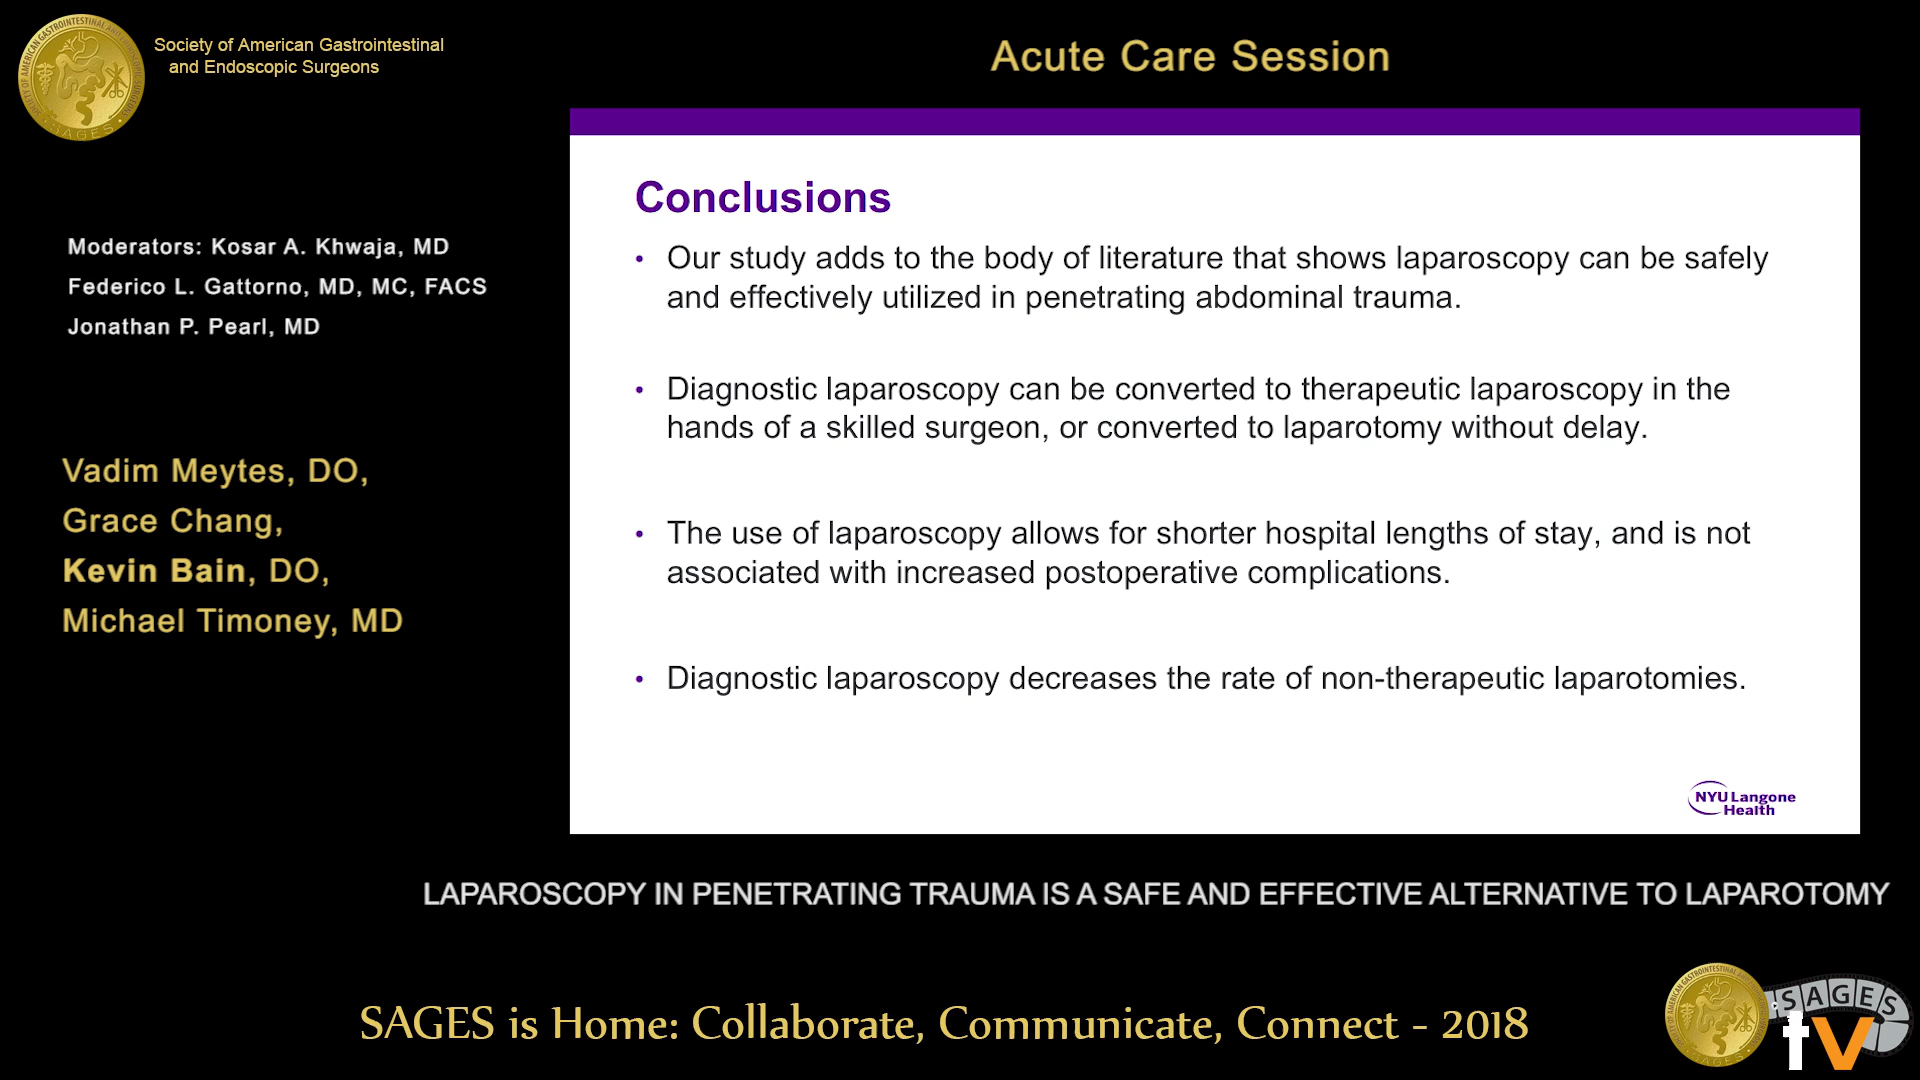 Society of American Gastrointestinal
and Endoscopic Surgeons
Acute Care Session
Moderators: Kosar A. Khwaja, MD
Federico L. Gattorno, MD, MC, FACS
Jonathan P. Pearl, MD
Vadim Meytes, DO,
Grace Chang,
Kevin Bain, DO,
Michael Timoney, MD
Conclusions
• Our study adds to the body of literature that shows laparoscopy can be safely
and effectively utilized in penetrating abdominal trauma.
• Diagnostic laparoscopy can be converted to therapeutic laparoscopy in the
hands of a skilled surgeon, or converted to laparotomy without delay.
• The use of laparoscopy allows for shorter hospital lengths of stay, and is not
associated with increased postoperative complications.
• Diagnostic laparoscopy decreases the rate of non-therapeutic laparotomies.
NYU Langone
Health
LAPAROSCOPY IN PENETRATING TRAUMA IS A SAFE AND EFFECTIVE ALTERNATIVE TO LAPAROTOMY
SAGES is Home: Collaborate, Communicate, Connect - 2018
SAGES
tv